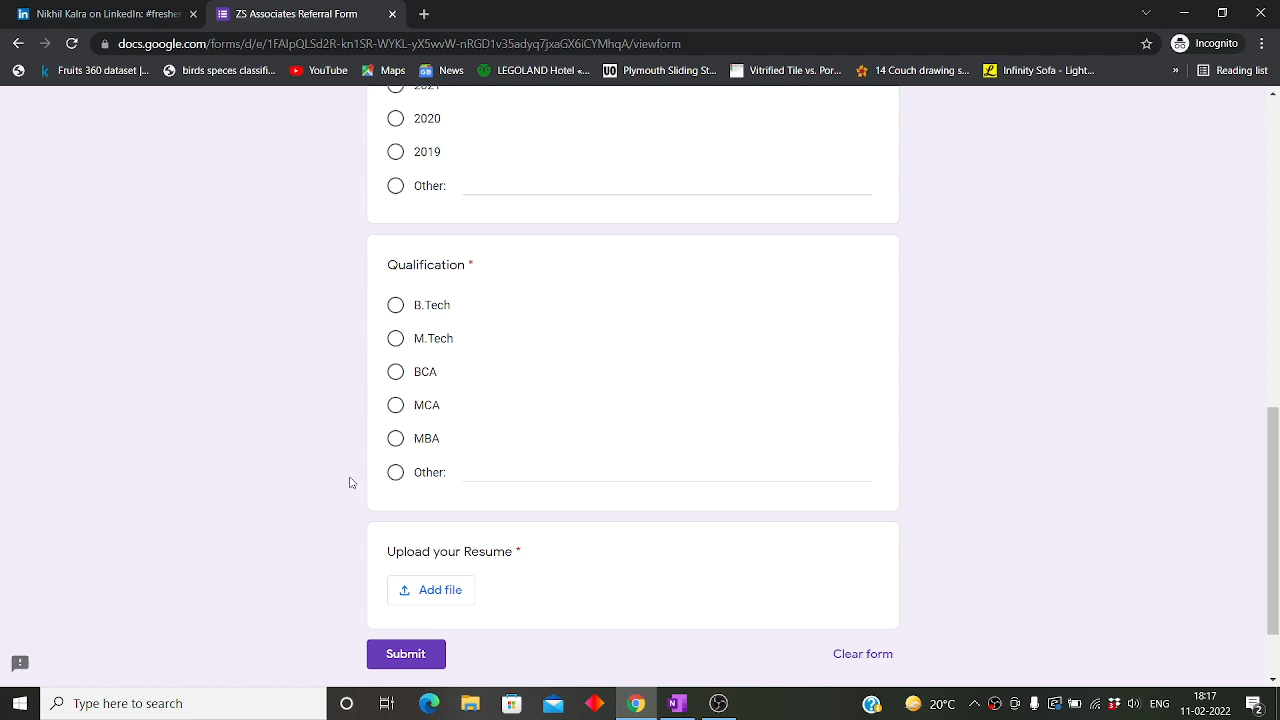 Nikhil Kalra on LinkedIn: #fresher
ZS Associates Referral Form
docs.google.com/forms/d/e/1FAIpQLSd2R-kn1SR-WYKL-yX5wvW-nRGD1v35adyq7jxaGX6iCYMhqA/viewform
Incognito
Fruits 360 dataset |...
birds speces classifi...
YouTube
Maps
News
LEGOLAND Hotel «...
UO
Plymouth Sliding St...
Vitrified Tile vs. Por...
14 Couch drawing s...
Infinity Sofa - Light...
»
Reading list
2021
2020
2019
Other:
Qualification *
B.Tech
M.Tech
BCA
MCA
MBA
Other:
Upload your Resume *
Add file
Submit
Clear form
Type here to search
20°C
ENG
18:17
11-02-2022
2